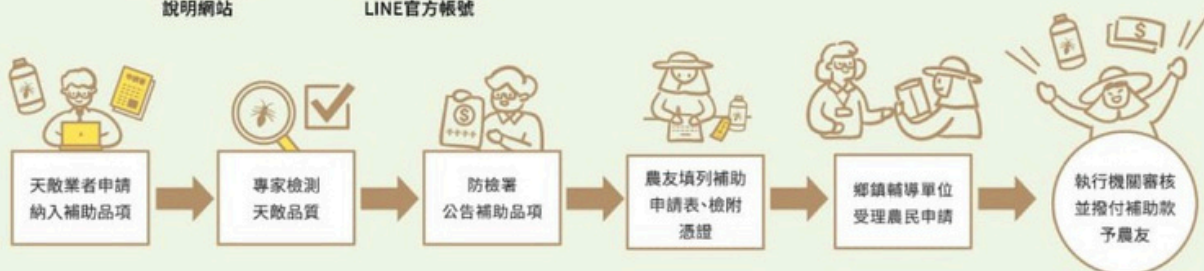 說明網站
LINE官方帳號
天敵業者申請
納入補助品項
專家檢測
天敵品質
防檢署
公告補助品項
農友填列補助
申請表、檢附
憑證
鄉鎮輔導單位
受理農民申請
執行機關審核
並撥付補助款
予農友